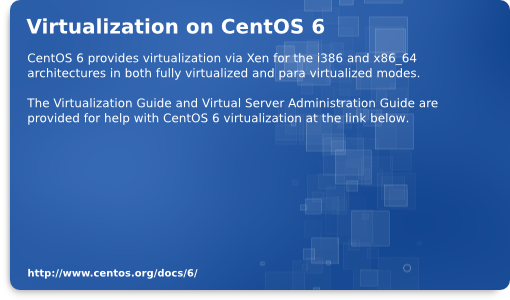 Virtualization on CentOS 6
CentOS 6 provides virtualization via Xen for the i386 and x86_64
architectures in both fully virtualized and para virtualized modes.
The Virtualization Guide and Virtual Server Administration Guide are
provided for help with CentOS 6 virtualization at the link below.
http://www.centos.org/docs/6/